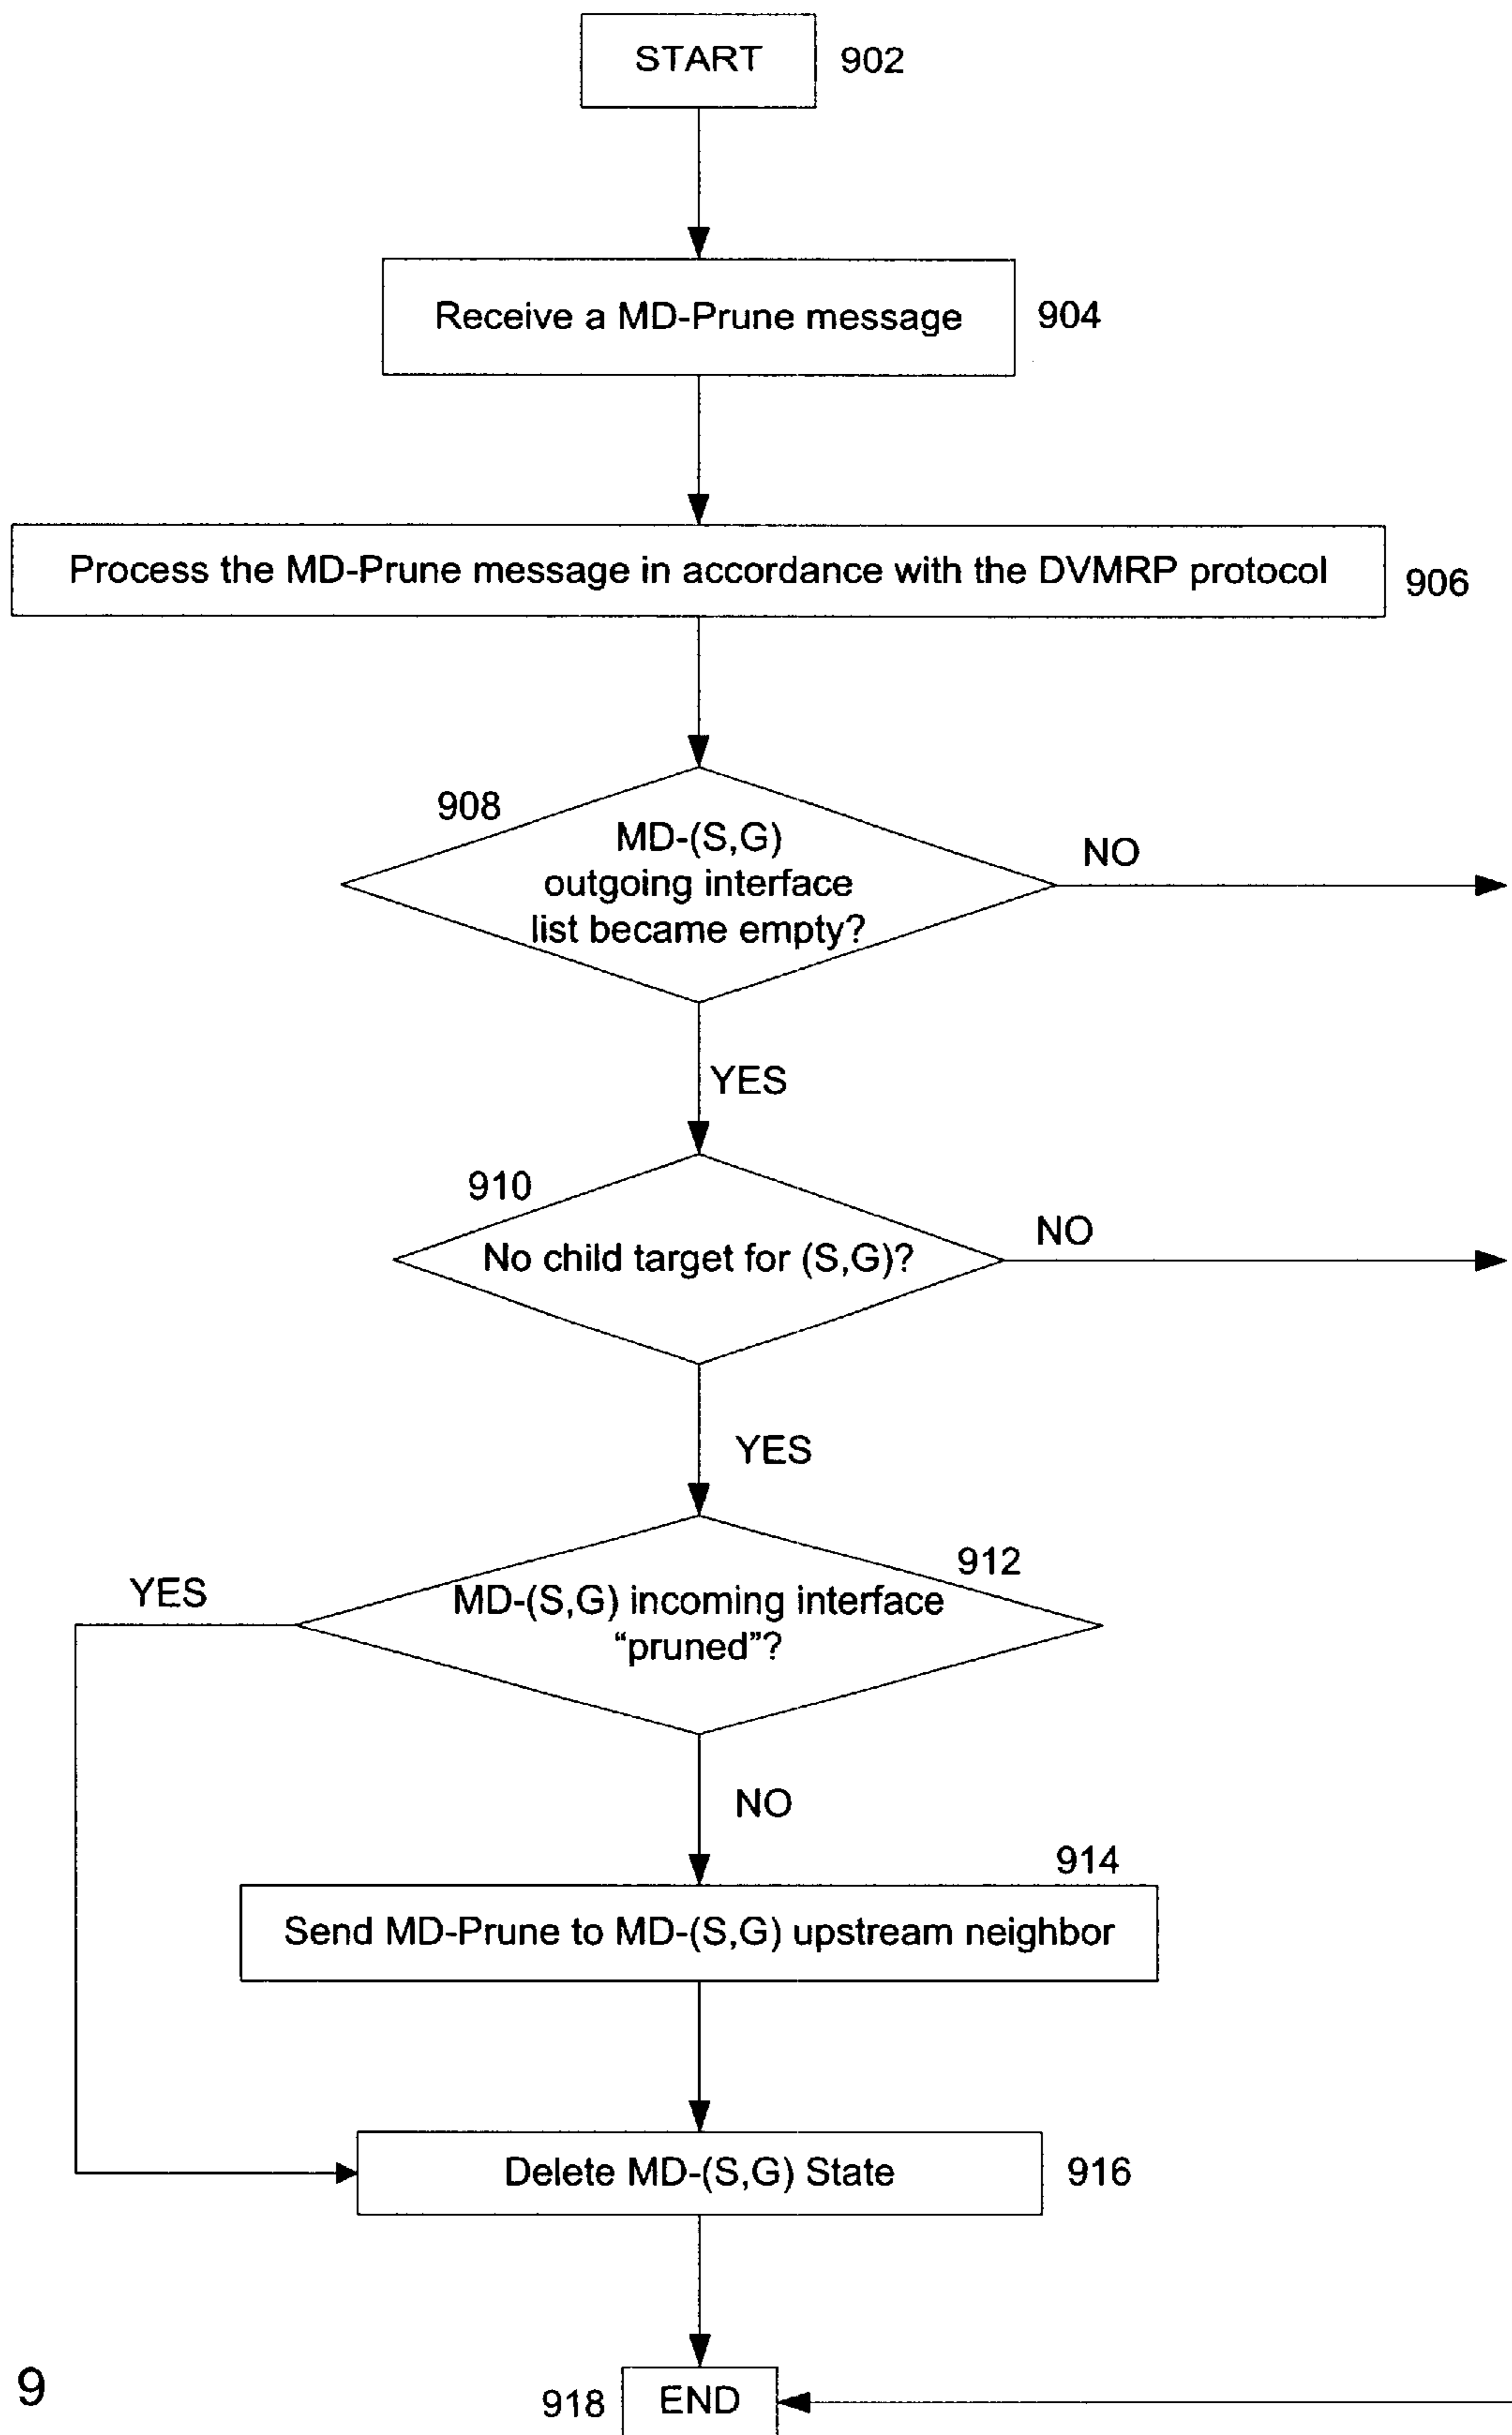 START
902
Receive a MD-Prune message
904
Process the MD-Prune message in accordance with the DVMRP protocol
906
908
MD-(S,G)
outgoing interface
list became empty?
NO
YES
910
No child target for (S,G)?
NO
YES
912
YES
MD-(S,G) incoming interface
“pruned”?
NO
914
Send MD-Prune to MD-(S,G) upstream neighbor
Delete MD-(S,G) State
916
9
918
END